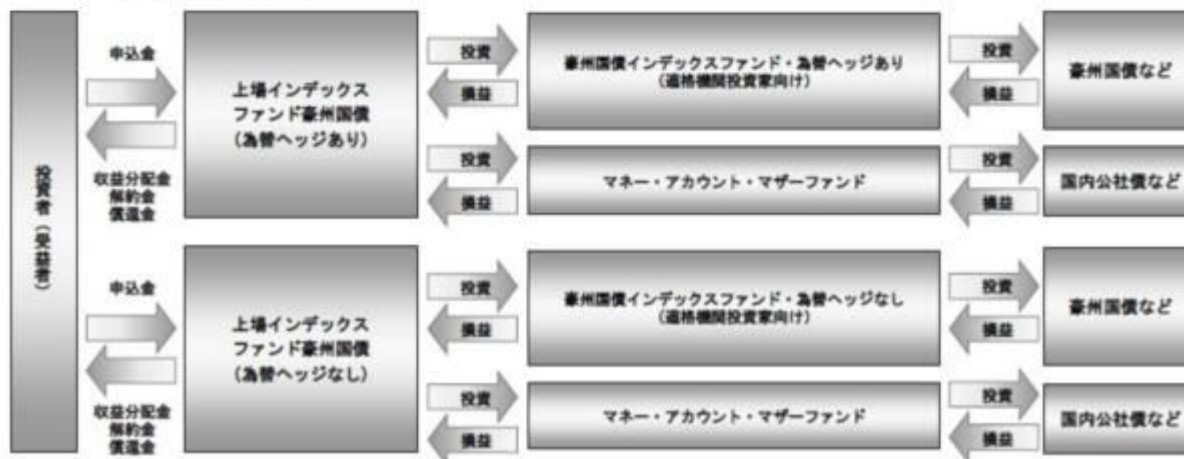 投資者（受益者）
申込金
収益分配金
解約金
償還金
上場インデックス
ファンド豪州国債
(為替ヘッジあり)
投資
損益
豪州国債インデックスファンド・為替ヘッジあり
(適格機関投資家向け)
投資
損益
豪州国債など
投資
損益
マネー・アカウント・マザーファンド
投資
損益
国内公社債など
申込金
収益分配金
解約金
償還金
上場インデックス
ファンド豪州国債
(為替ヘッジなし)
投資
損益
豪州国債インデックスファンド・為替ヘッジなし
(適格機関投資家向け)
投資
損益
豪州国債など
投資
損益
マネー・アカウント・マザーファンド
投資
損益
国内公社債など